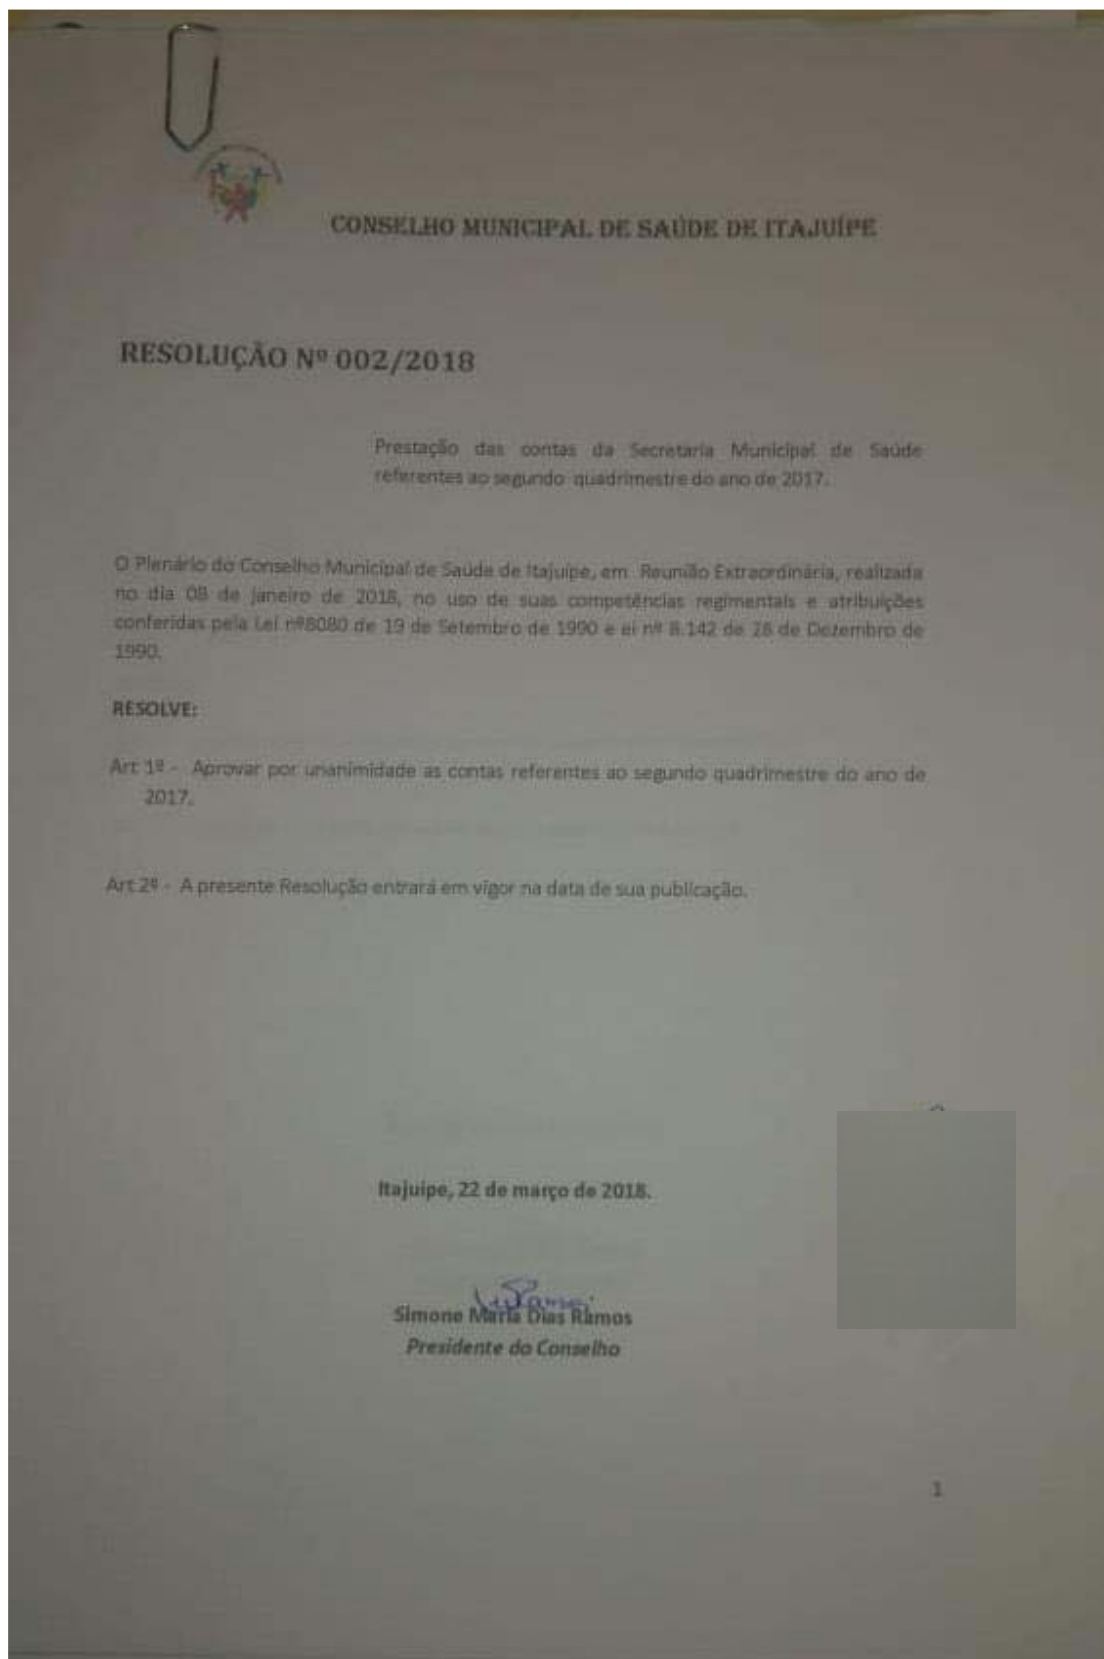 CONSELHO MUNICIPAL DE SAÚDE DE ITAJUÍPE
RESOLUÇÃO Nº 002/2018
Prestação das contas da Secretaria Municipal de Saúde
referentes ao segundo quadrimestre do ano de 2017.
O Plenário do Conselho Municipal de Saúde de Itajuípe, em Reunião Extraordinária, realizada
no dia 08 de janeiro de 2018, no uso de suas competências regimentais e atribuições
conferidas pela Lei nº8080 de 19 de Setembro de 1990 e ei nº 8.142 de 28 de Dezembro de
1990.
RESOLVE:
Art 1º - Aprovar por unanimidade as contas referentes ao segundo quadrimestre do ano de
2017.
Art 2º - A presente Resolução entrará em vigor na data de sua publicação.
Itajuípe, 22 de março de 2018.
Simone Maria Dias Ramos
Presidente do Conselho
1